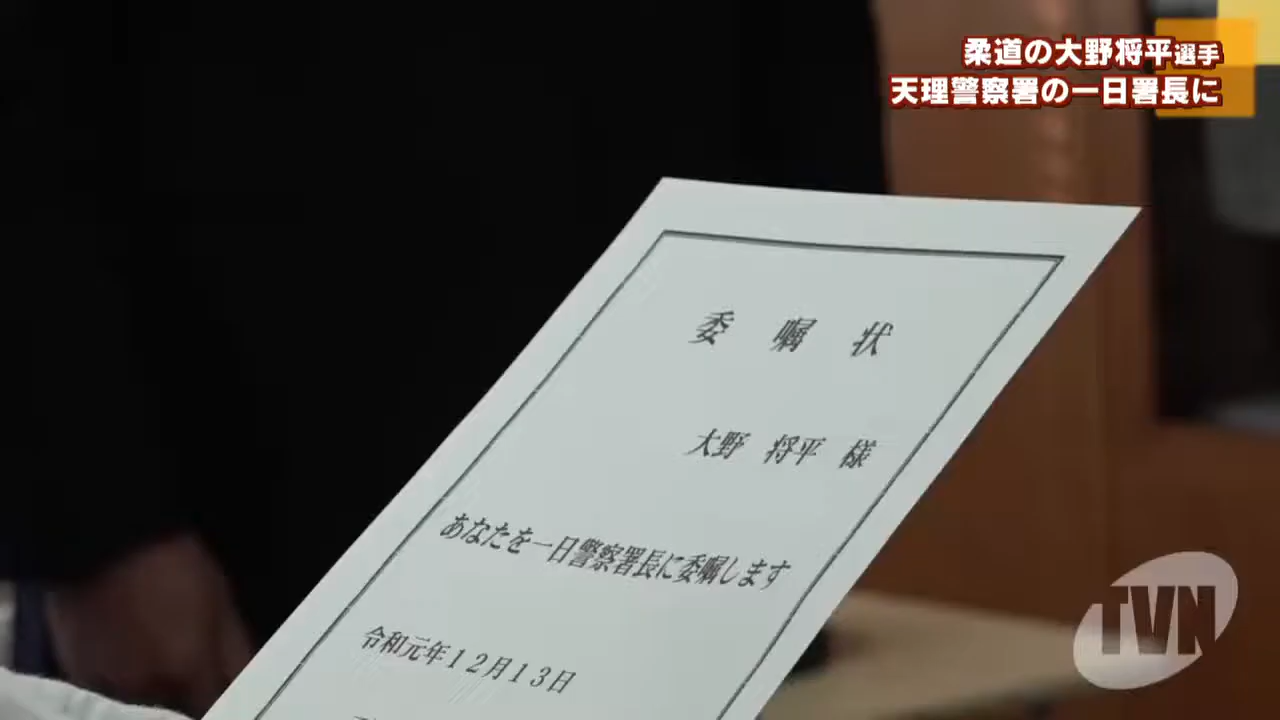 柔道の大野将平選手
天理警察署の一日署長に
委嘱状
大野 将平 様
あなたを一日警察署長に委嘱します
令和元年12月13日
TVN